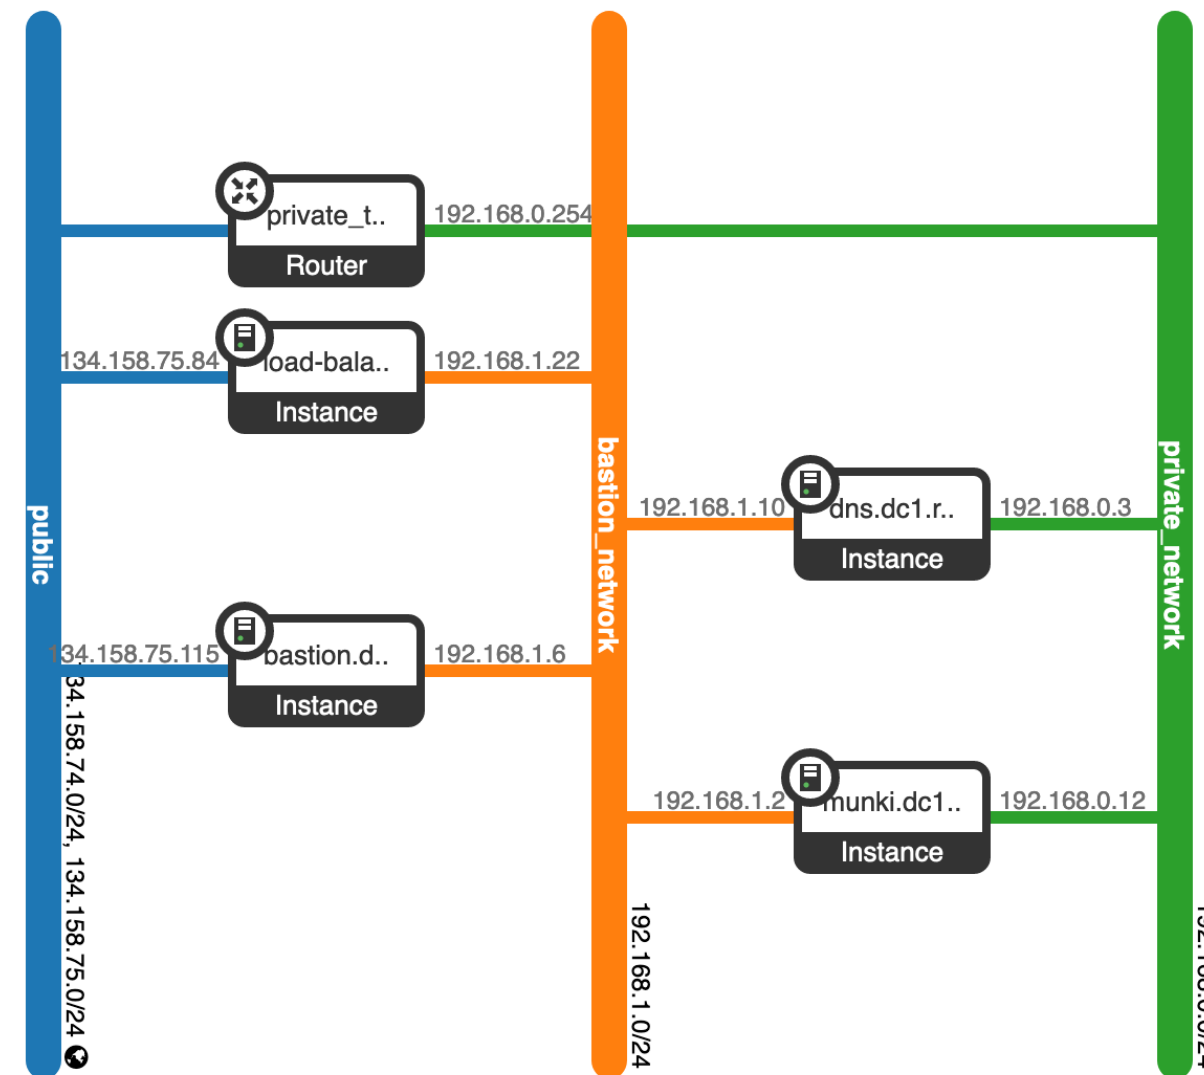 private_t..
192.168.0.254
Router
134.158.75.84
load-bala..
192.168.1.22
Instance
public
bastion_network
private_network
192.168.1.10
dns.dc1.r..
192.168.0.3
Instance
134.158.75.115
bastion.d..
192.168.1.6
Instance
34.158.74.0/24, 134.158.75.0/24
192.168.1.2
munki.dc1..
192.168.0.12
Instance
192.168.1.0/24